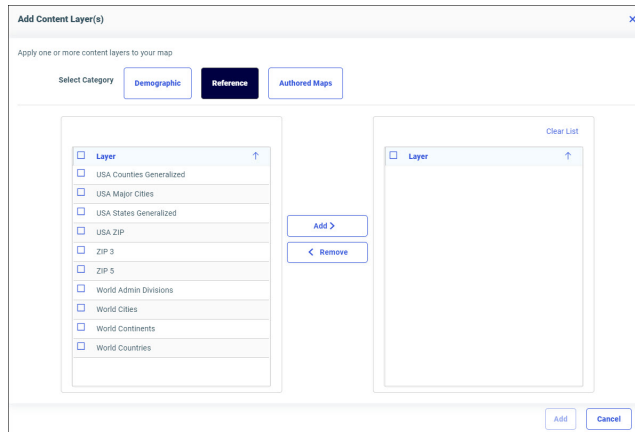 Add Content Layer(s)
Apply one or more content layers to your map
Select Category
Demographic
Reference
Authored Maps
Layer
USA Counties Generalized
USA Major Cities
USA States Generalized
USA ZIP
ZIP 3
ZIP 5
World Admin Divisions
World Cities
World Continents
World Countries
Add
Remove
Clear List
Layer
Add
Cancel